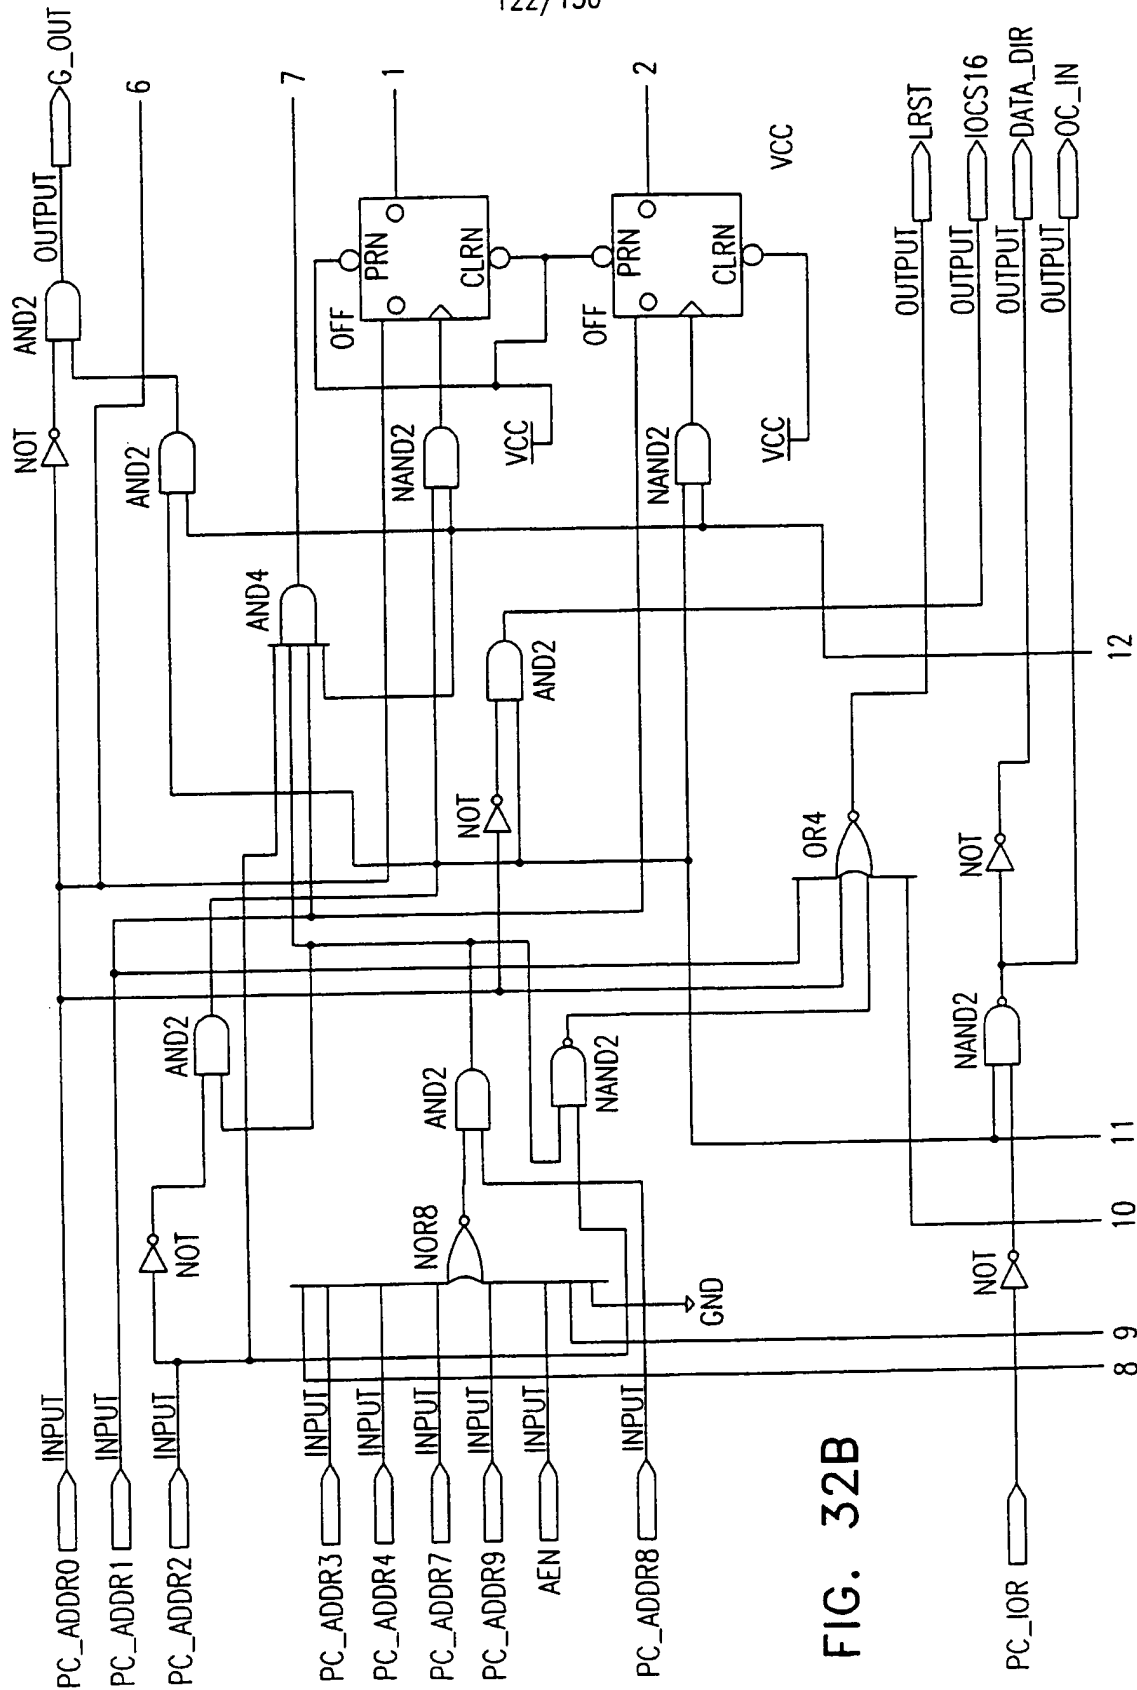 122/130
PC_ADDR0
INPUT
PC_ADDR1
INPUT
PC_ADDR2
INPUT
PC_ADDR3
INPUT
PC_ADDR4
INPUT
PC_ADDR7
INPUT
PC_ADDR9
INPUT
AEN
INPUT
PC_ADDR8
INPUT
PC_IOR
FIG. 32B
NOT
AND2
NOR8
GND
AND2
NAND2
NOT
NAND2
NOT
OR4
NOT
AND2
AND4
AND2
NOT
AND2
NAND2
NAND2
VCC
VCC
OFF
PRN
CLRN
OFF
PRN
CLRN
VCC
OUTPUT
G_OUT
6
7
1
2
OUTPUT
LRST
OUTPUT
IOCS16
OUTPUT
DATA_DIR
OUTPUT
OC_IN
8
9
10
11
12